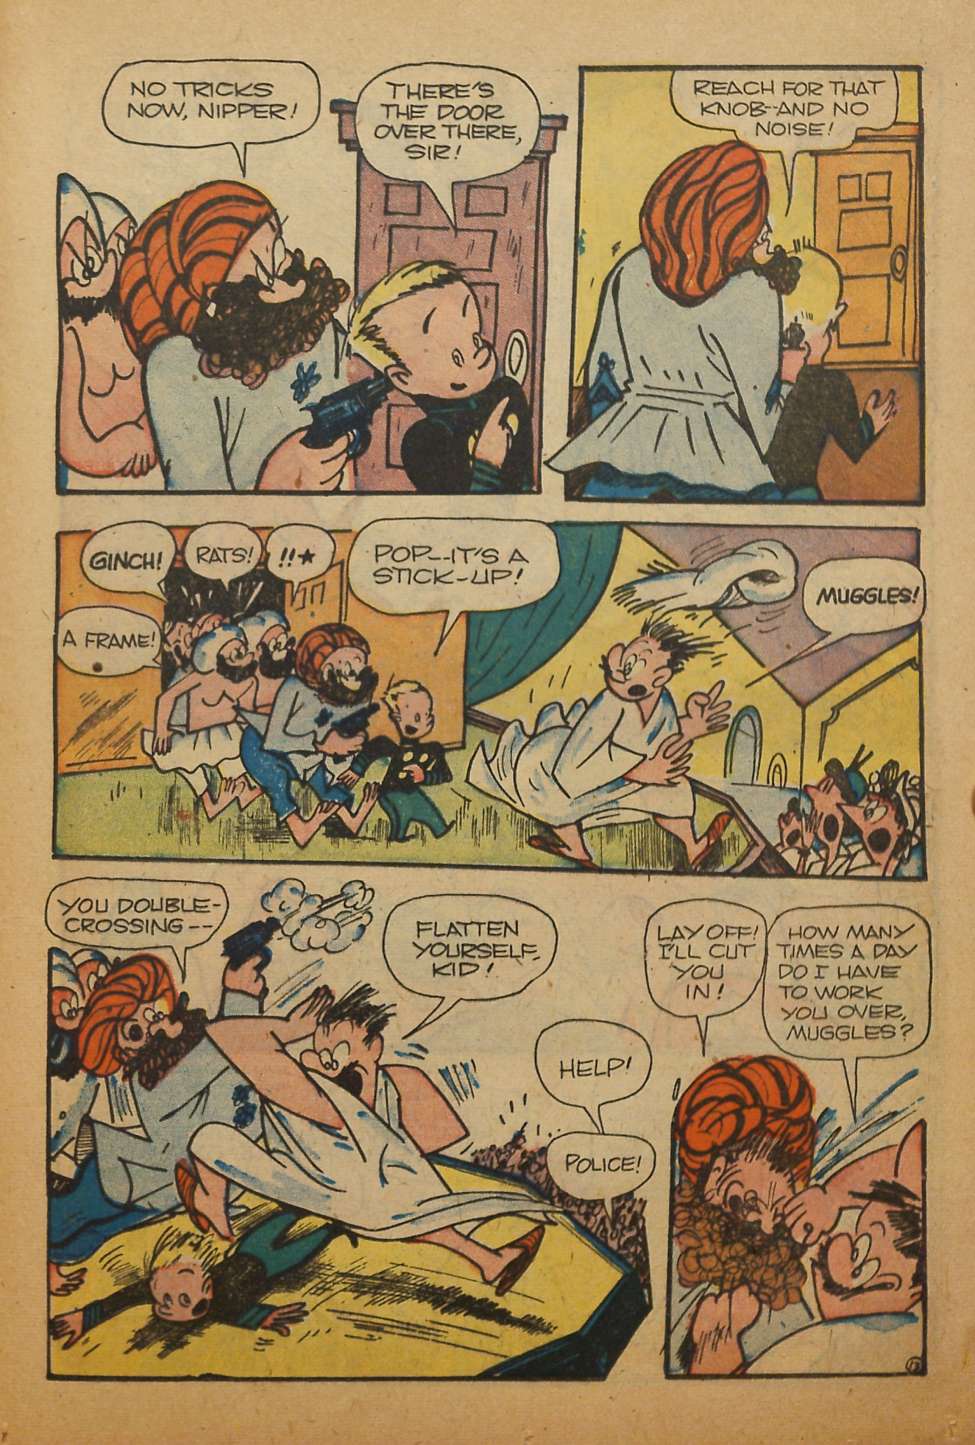 NO TRICKS
NOW, NIPPER!
THERE'S
THE DOOR
OVER THERE,
SIR!
REACH FOR THAT
KNOB--AND NO
NOISE!
GINCH!
RATS!
!!★
A FRAME!
POP--IT'S A
STICK-UP!
MUGGLES!
YOU DOUBLE-
CROSSING--
FLATTEN
YOURSELF,
KID!
HELP!
POLICE!
LAY OFF!
I'LL CUT
YOU
IN!
HOW MANY
TIMES A DAY
DO I HAVE
TO WORK
YOU OVER,
MUGGLES?